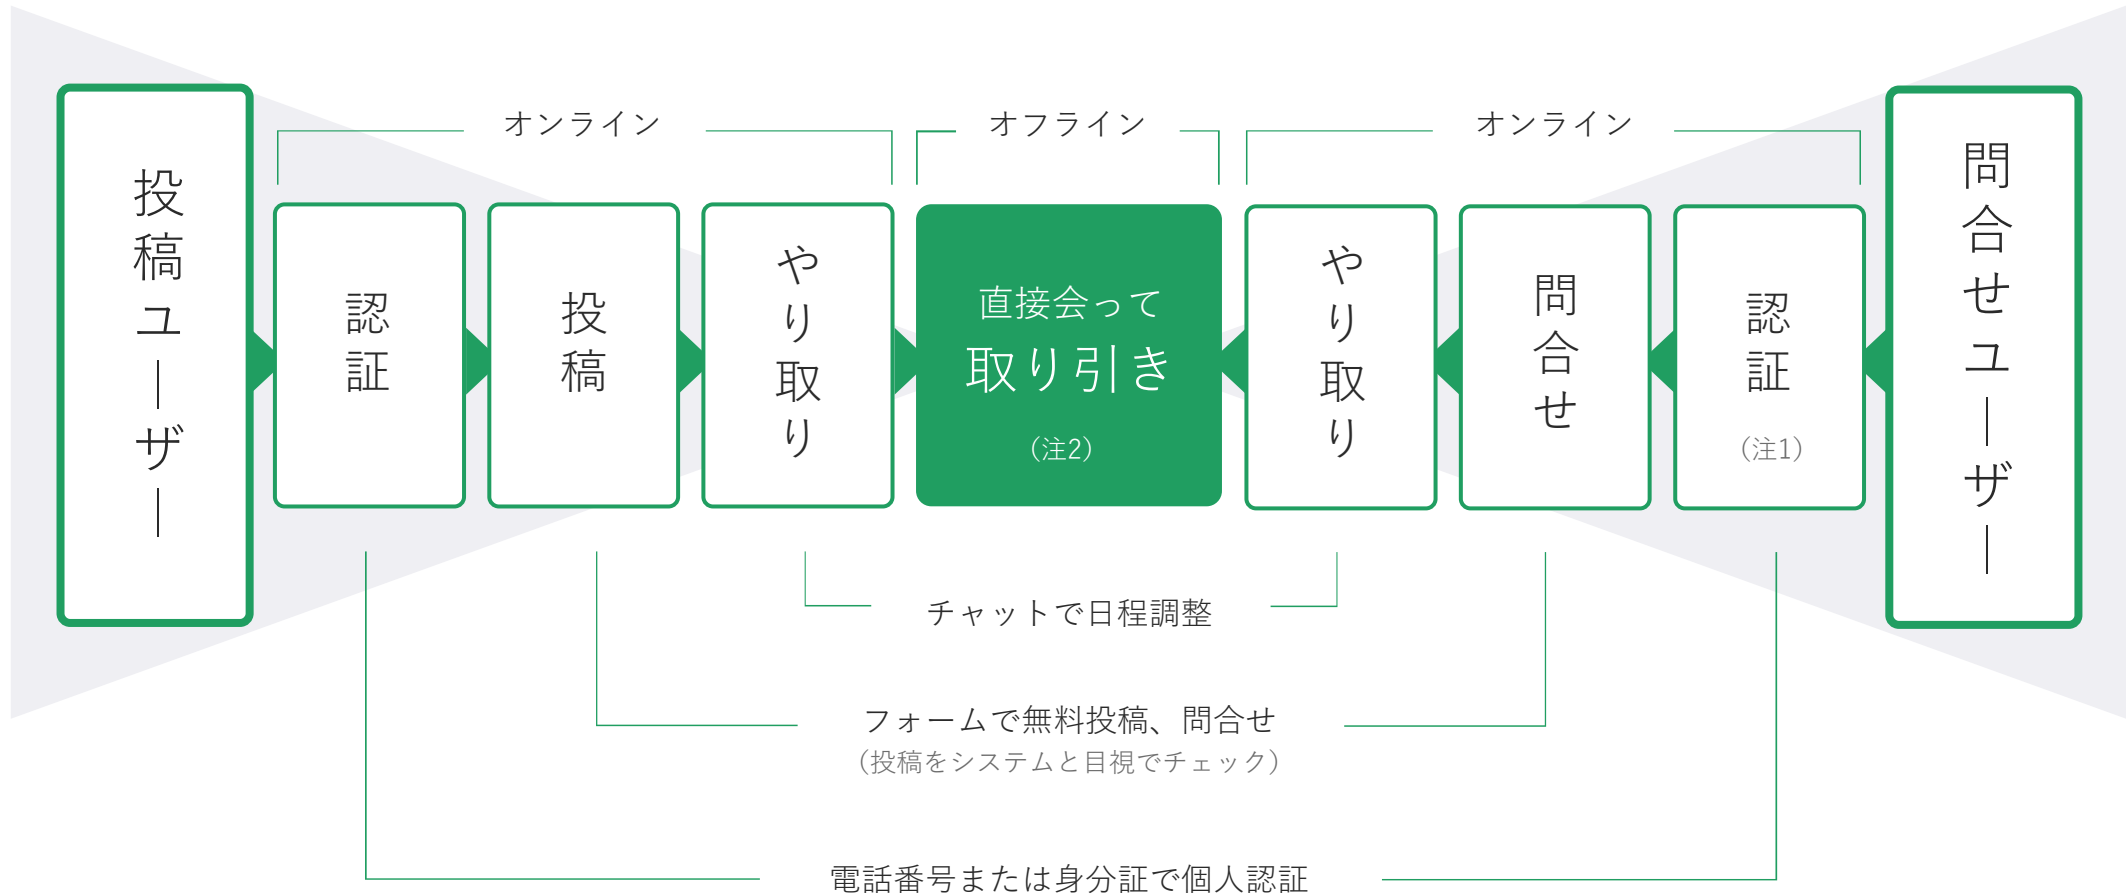 オンライン
オフライン
オンライン
投稿ユーザー
認証
投稿
やり取り
直接会って
取り引き
（注2）
やり取り
問合せ
認証
（注1）
問合せユーザー
チャットで日程調整
フォームで無料投稿、問合せ
（投稿をシステムと目視でチェック）
電話番号または身分証で個人認証